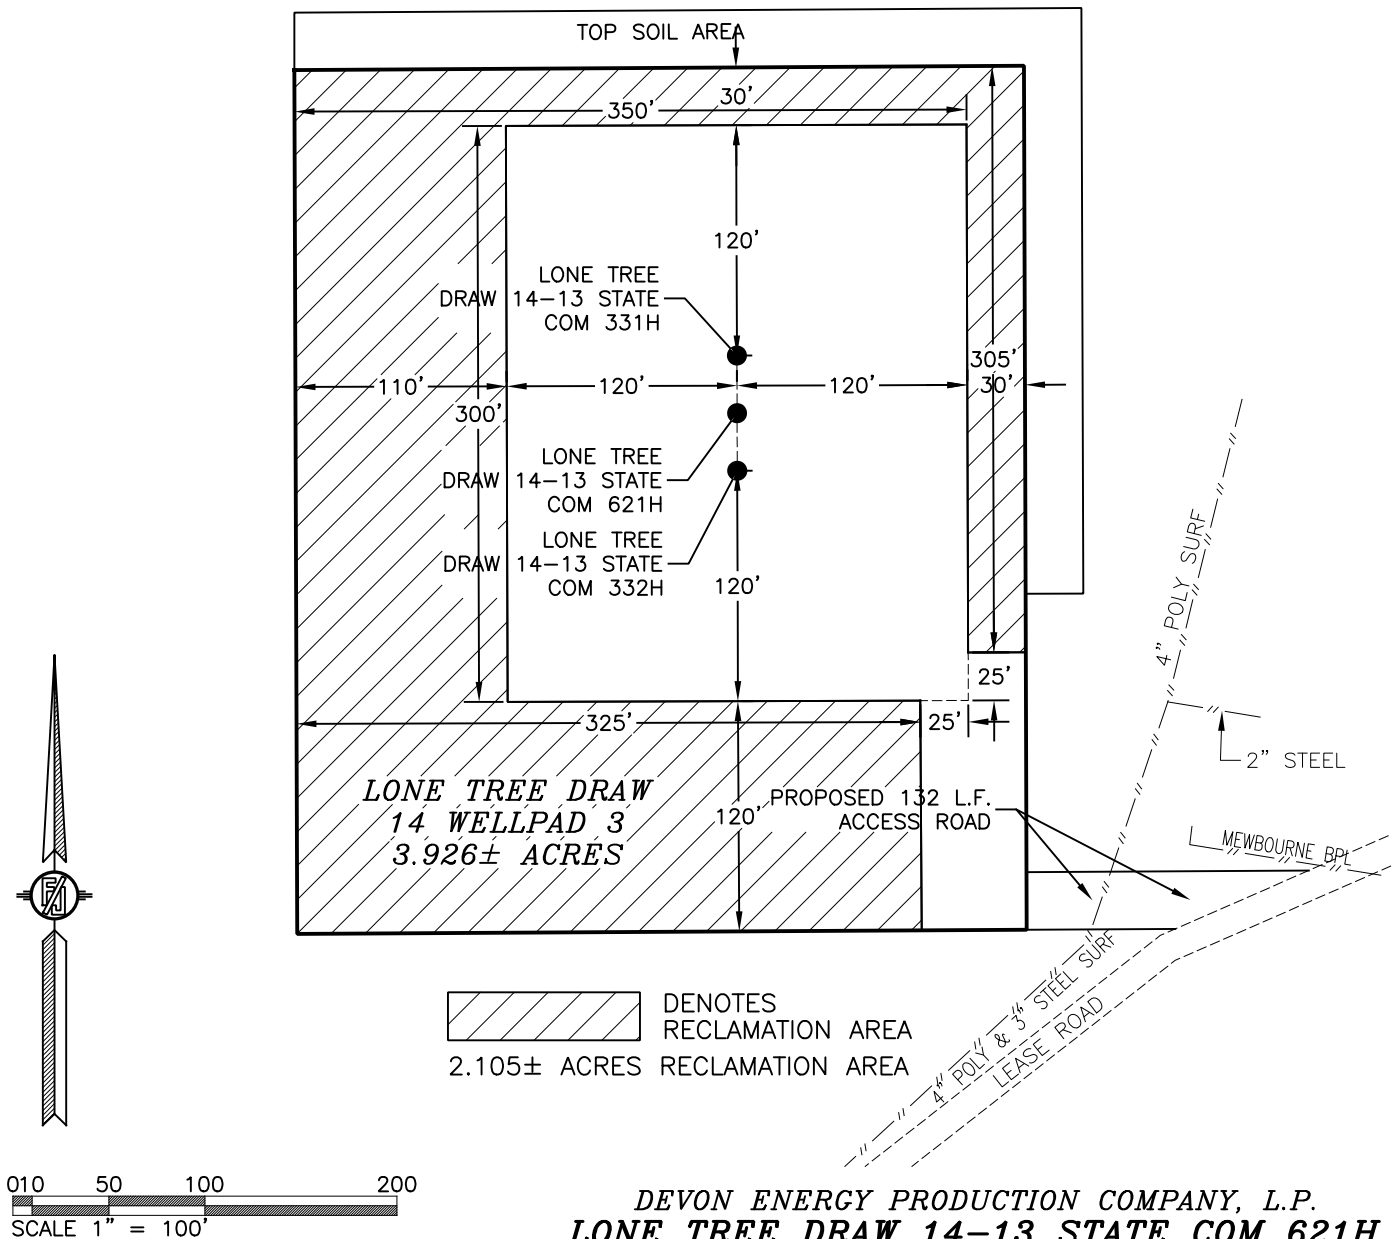 TOP SOIL AREA
30'
350'
120'
LONE TREE
DRAW 14-13 STATE
COM 331H
305'
110'
120'
120'
30'
300'
LONE TREE
DRAW 14-13 STATE
COM 621H
LONE TREE
DRAW 14-13 STATE
COM 332H
120'
4" POLY SURF
25'
325'
25'
2" STEEL
LONE TREE DRAW
14 WELLPAD 3
3.926± ACRES
120'
PROPOSED 132 L.F.
ACCESS ROAD
MEWBOURNE BPL
4" POLY & 3" STEEL SURF
LEASE ROAD
DENOTES
RECLAMATION AREA
2.105± ACRES RECLAMATION AREA
010 50 100 200
SCALE 1" = 100'
DEVON ENERGY PRODUCTION COMPANY, L.P.
LONE TREE DRAW 14-13 STATE COM 621H